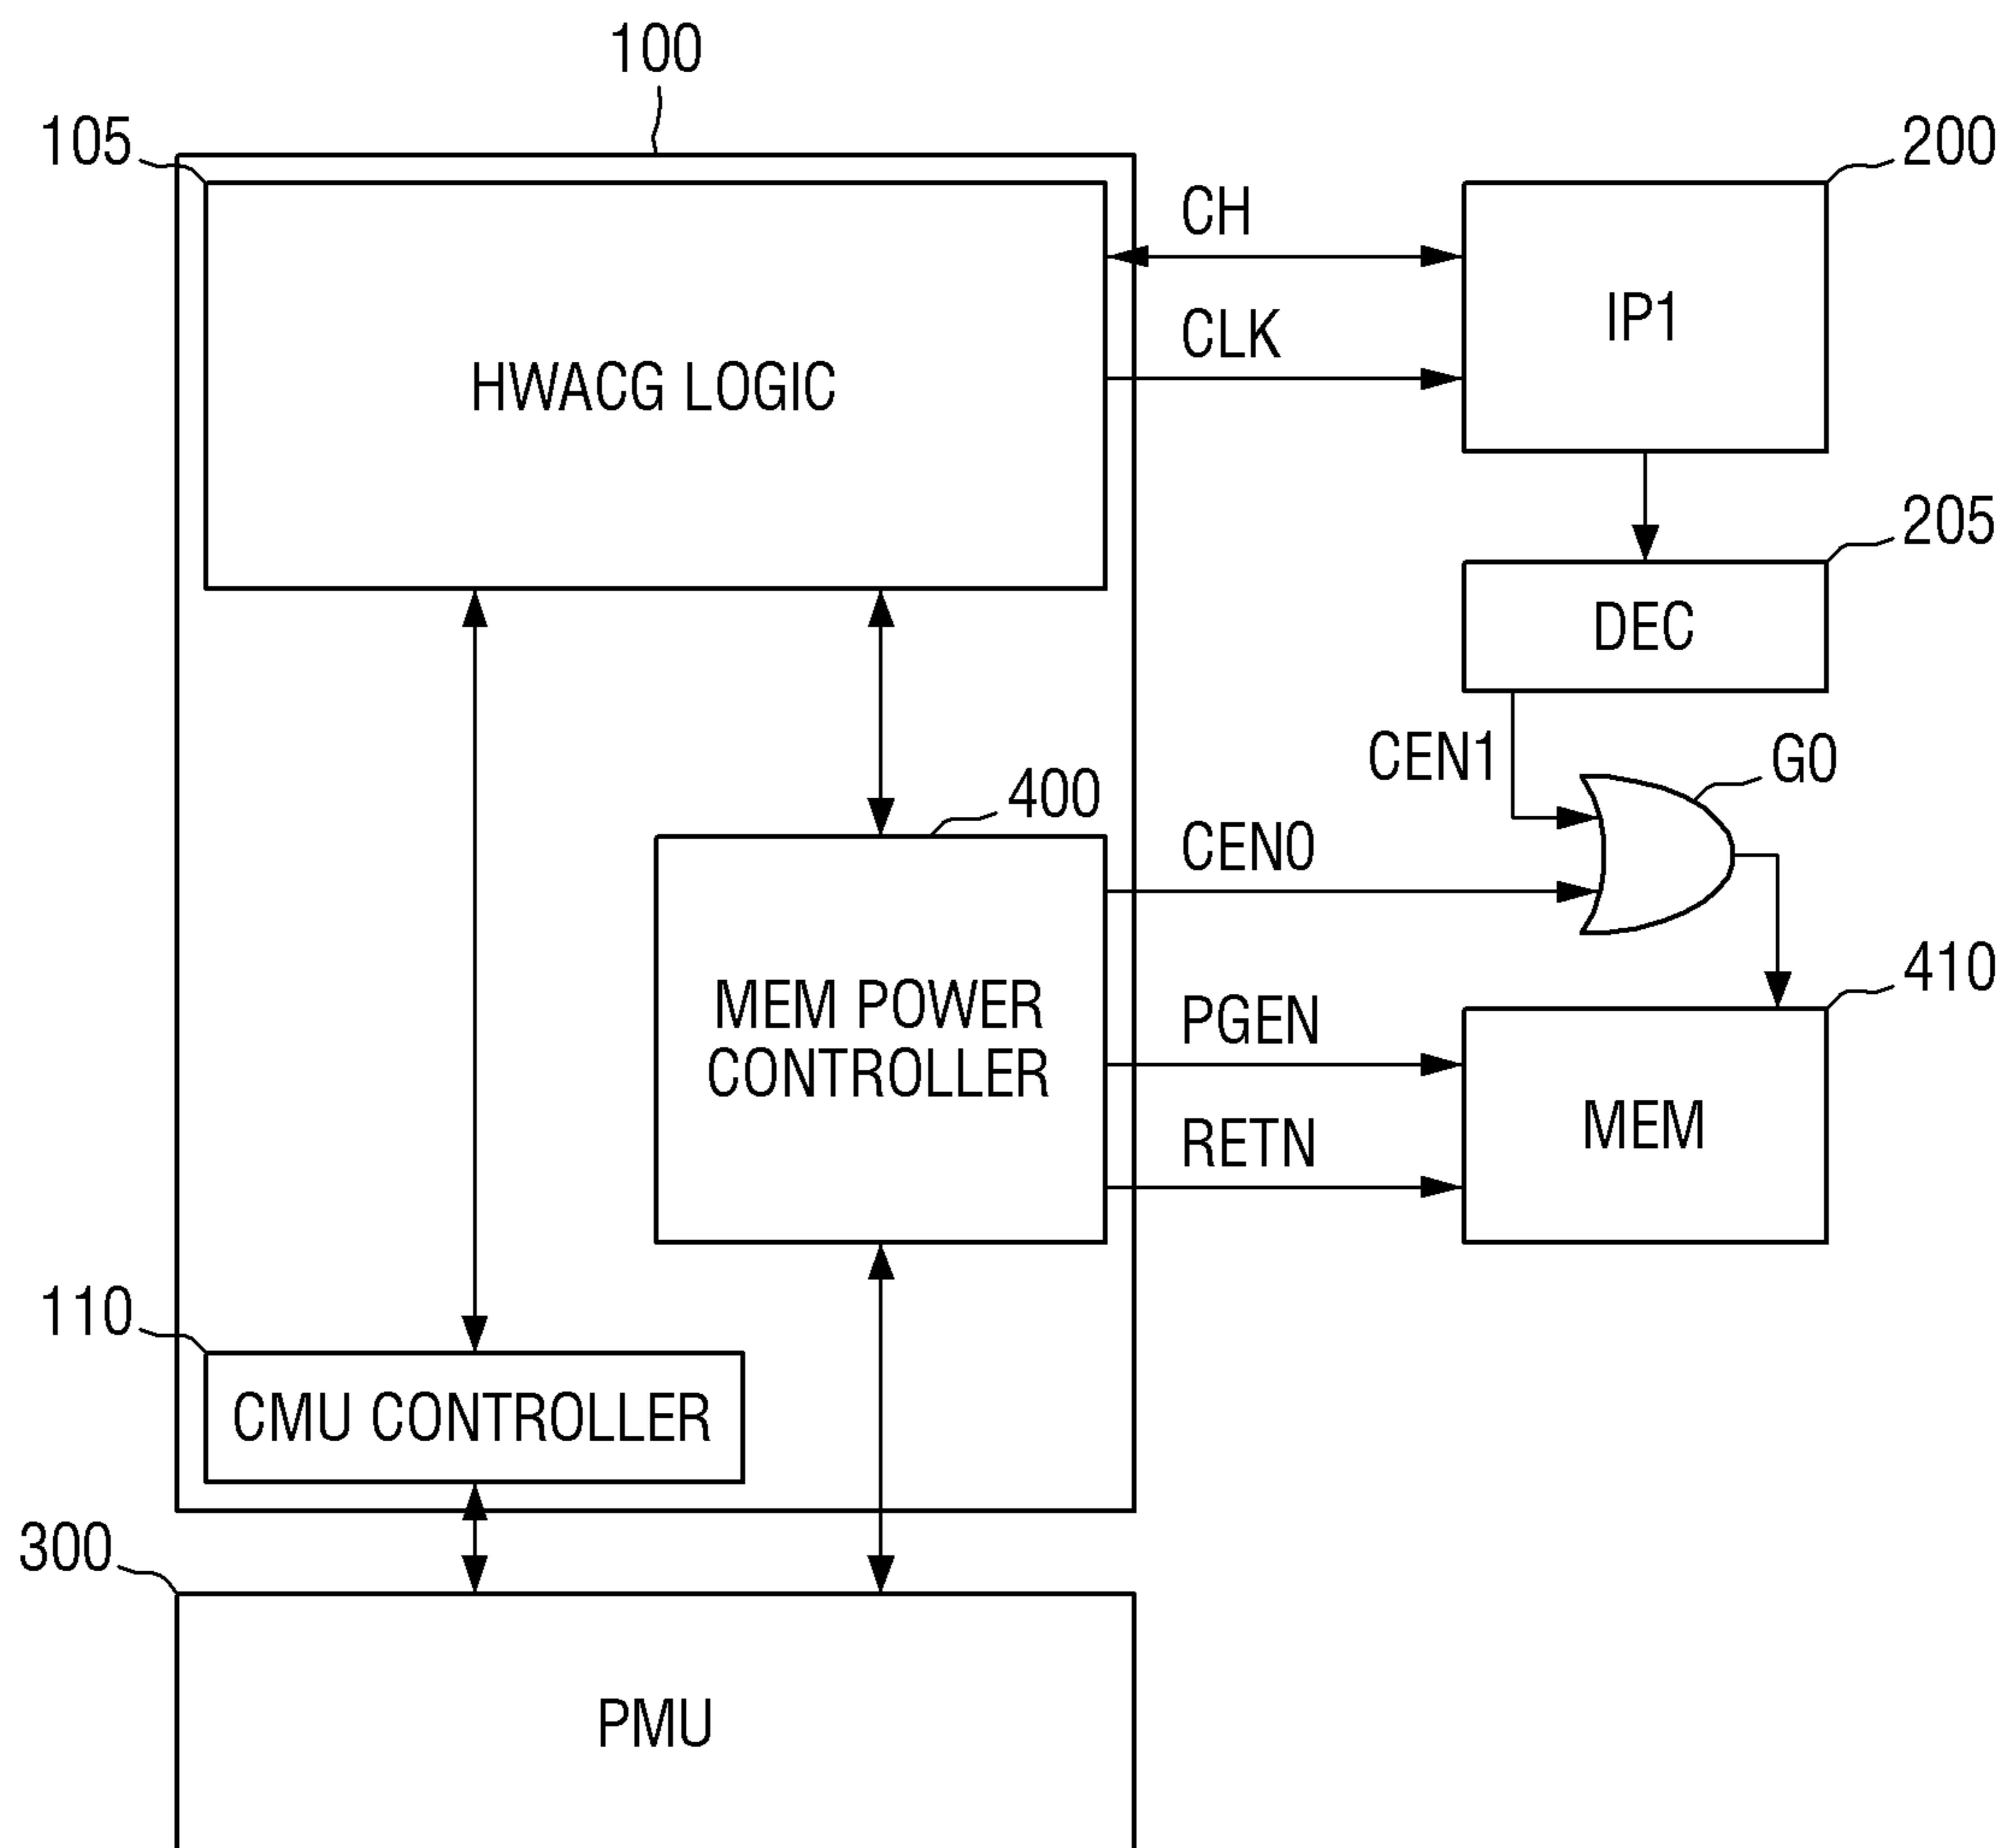 100
105
200
CH
CLK
IP1
HWACG LOGIC
205
DEC
CEN1
G0
400
CEN0
410
MEM POWER
CONTROLLER
PGEN
RETN
MEM
110
CMU CONTROLLER
300
PMU